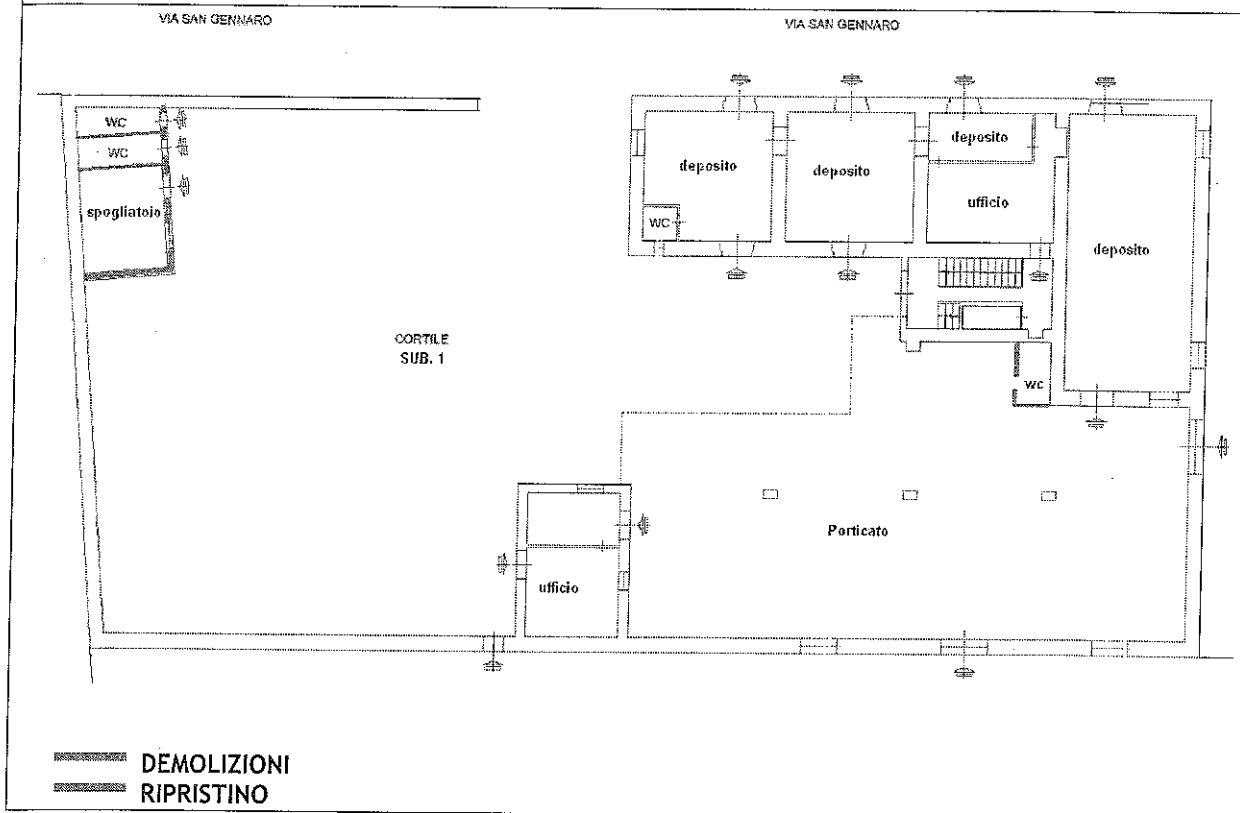 VIA SAN GENNARO
VIA SAN GENNARO
WC
WC
spogliatoio
deposito
WC
deposito
deposito
ufficio
deposito
CORTILE
SUB. 1
WC
Porticato
ufficio
DEMOLIZIONI
RIPRISTINO